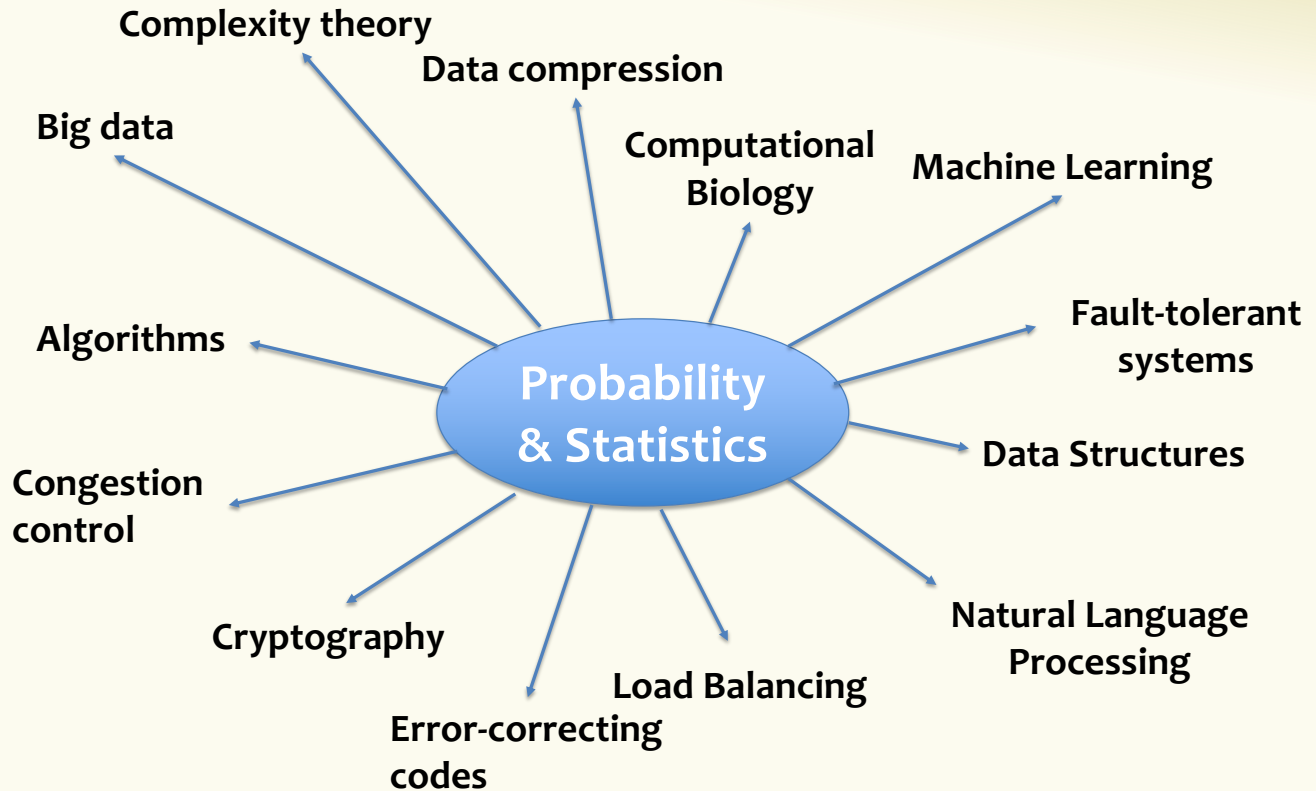 Complexity theory
Data compression
Big data
Computational
Biology
Machine Learning
Fault-tolerant
systems
Algorithms
Probability
& Statistics
Data Structures
Congestion
control
Natural Language
Processing
Cryptography
Load Balancing
Error-correcting
codes